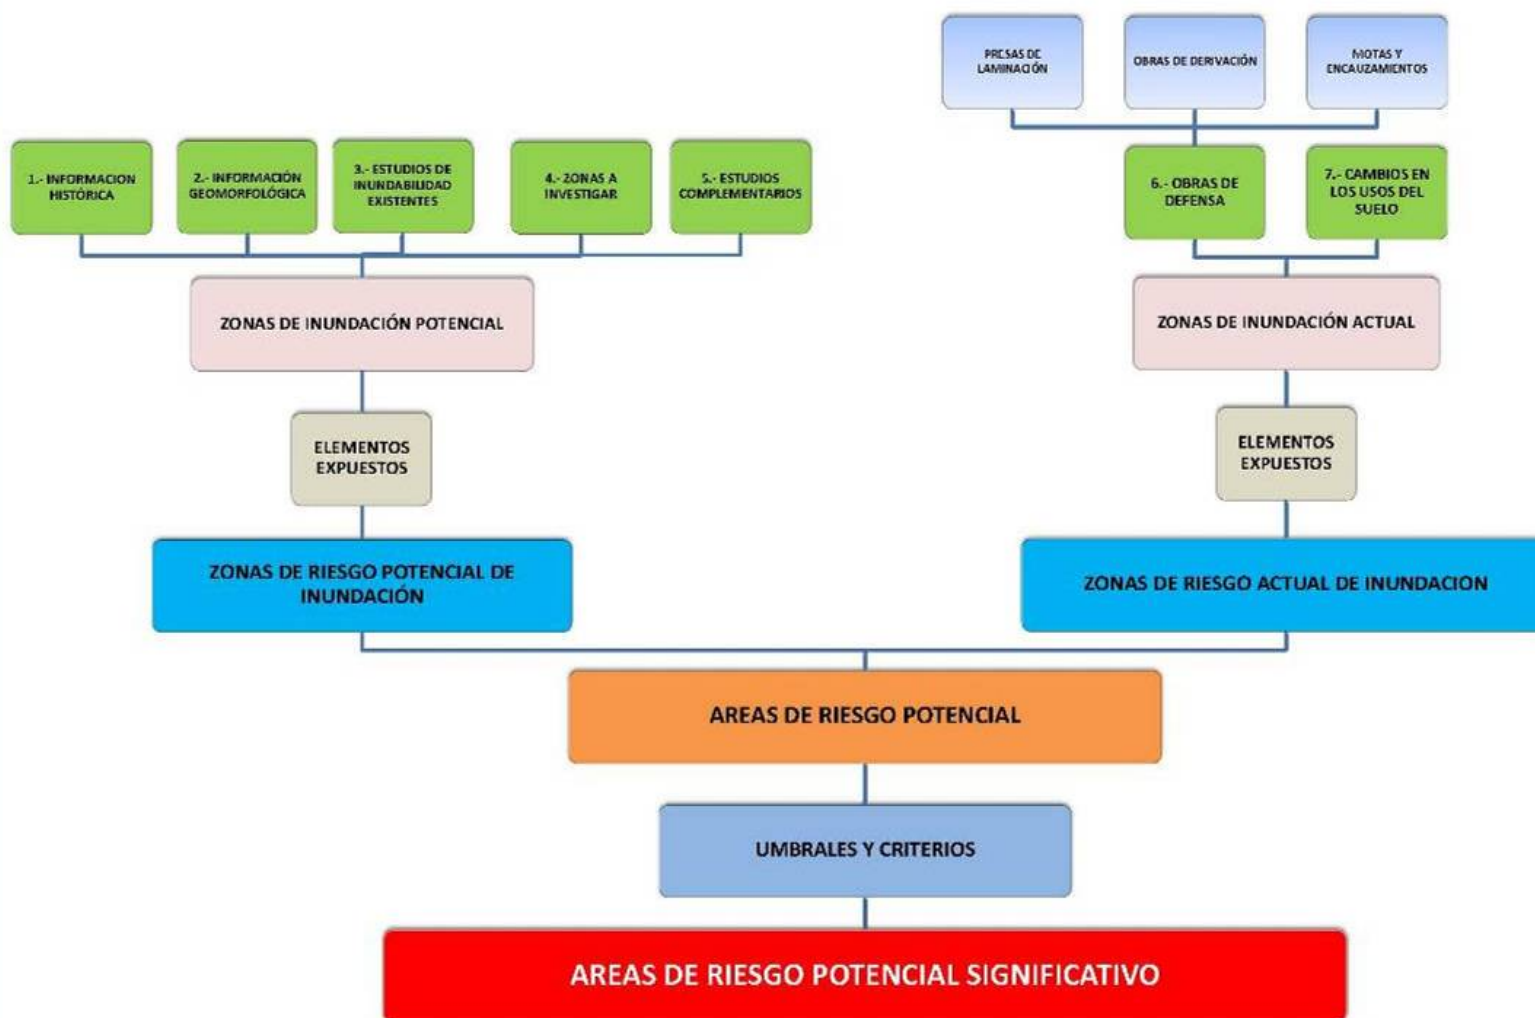 PRESAS DE
LAMINACIÓN
OBRAS DE DERIVACIÓN
MOTAS Y
ENCAUZAMIENTOS
1.- INFORMACION
HISTÓRICA
2.- INFORMACIÓN
GEOMORFOLÓGICA
3.- ESTUDIOS DE
INUNDABILIDAD
EXISTENTES
4.- ZONAS A
INVESTIGAR
5.- ESTUDIOS
COMPLEMENTARIOS
6.- OBRAS DE
DEFENSA
7.- CAMBIOS EN
LOS USOS DEL
SUELO
ZONAS DE INUNDACIÓN POTENCIAL
ZONAS DE INUNDACIÓN ACTUAL
ELEMENTOS
EXPUESTOS
ELEMENTOS
EXPUESTOS
ZONAS DE RIESGO POTENCIAL DE
INUNDACIÓN
ZONAS DE RIESGO ACTUAL DE INUNDACION
AREAS DE RIESGO POTENCIAL
UMBRALES Y CRITERIOS
AREAS DE RIESGO POTENCIAL SIGNIFICATIVO